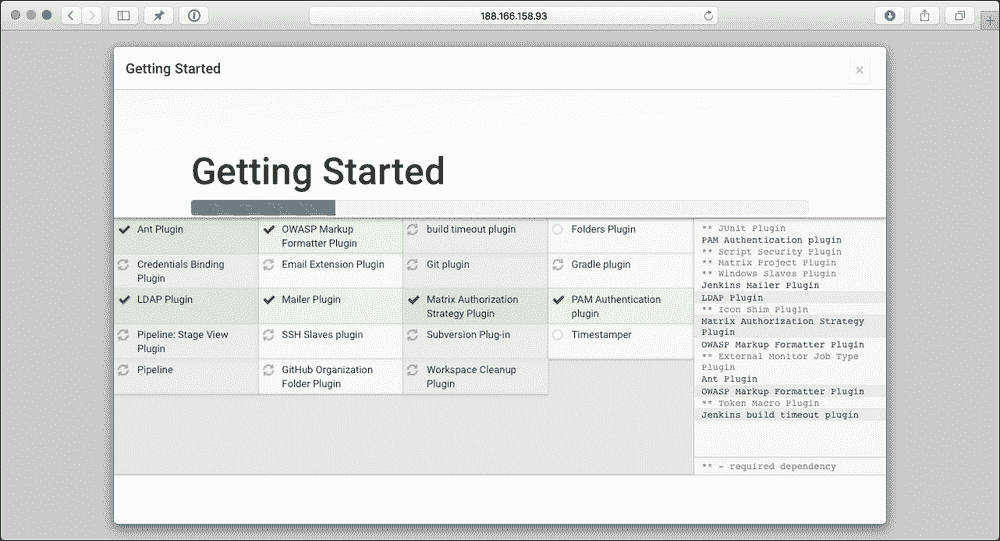 188.166.158.93
Getting Started
Getting Started
Ant Plugin
OWASP Markup
Formatter Plugin
build timeout plugin
Folders Plugin
Credentials Binding
Plugin
Email Extension Plugin
Git plugin
Gradle plugin
LDAP Plugin
Mailer Plugin
Matrix Authorization
Strategy Plugin
PAM Authentication
plugin
Pipeline: Stage View
Plugin
SSH Slaves plugin
Subversion Plug-in
Timestamper
Pipeline
GitHub Organization
Folder Plugin
Workspace Cleanup
Plugin
** JUnit Plugin
PAM Authentication plugin
** Script Security Plugin
** Matrix Project Plugin
** Windows Slaves Plugin
Jenkins Mailer Plugin
LDAP Plugin
** Icon Shim Plugin
Matrix Authorization Strategy
Plugin
OWASP Markup Formatter Plugin
** External Monitor Job Type
Plugin
Ant Plugin
OWASP Markup Formatter Plugin
** Token Macro Plugin
Jenkins build timeout plugin
** - required dependency